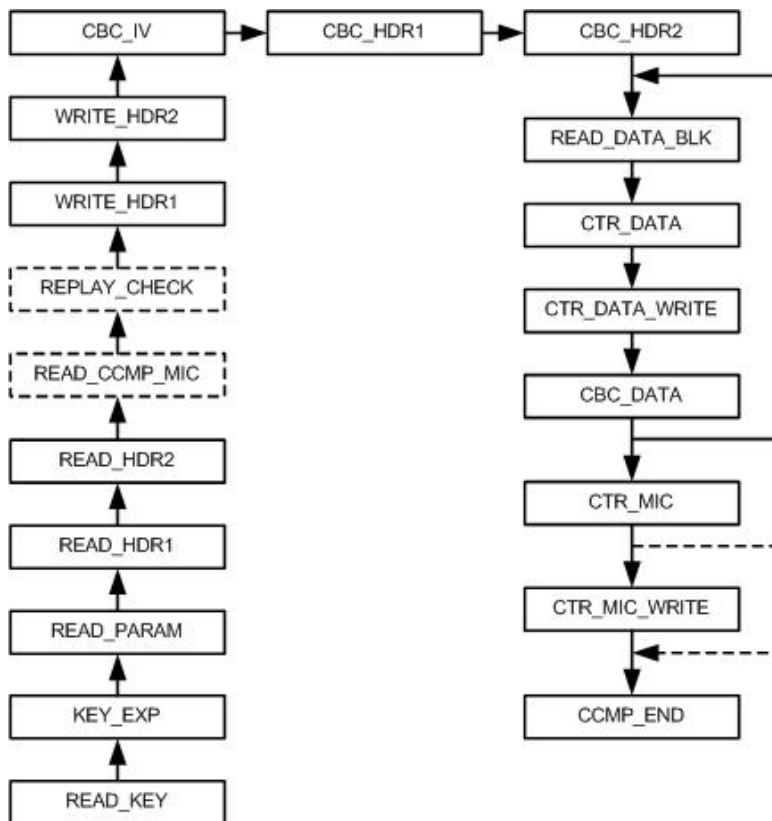 CBC_IV
CBC_HDR1
CBC_HDR2
WRITE_HDR2
WRITE_HDR1
REPLAY_CHECK
READ_CCMP_MIC
READ_HDR2
READ_HDR1
READ_PARAM
KEY_EXP
READ_KEY
READ_DATA_BLK
CTR_DATA
CTR_DATA_WRITE
CBC_DATA
CTR_MIC
CTR_MIC_WRITE
CCMP_END